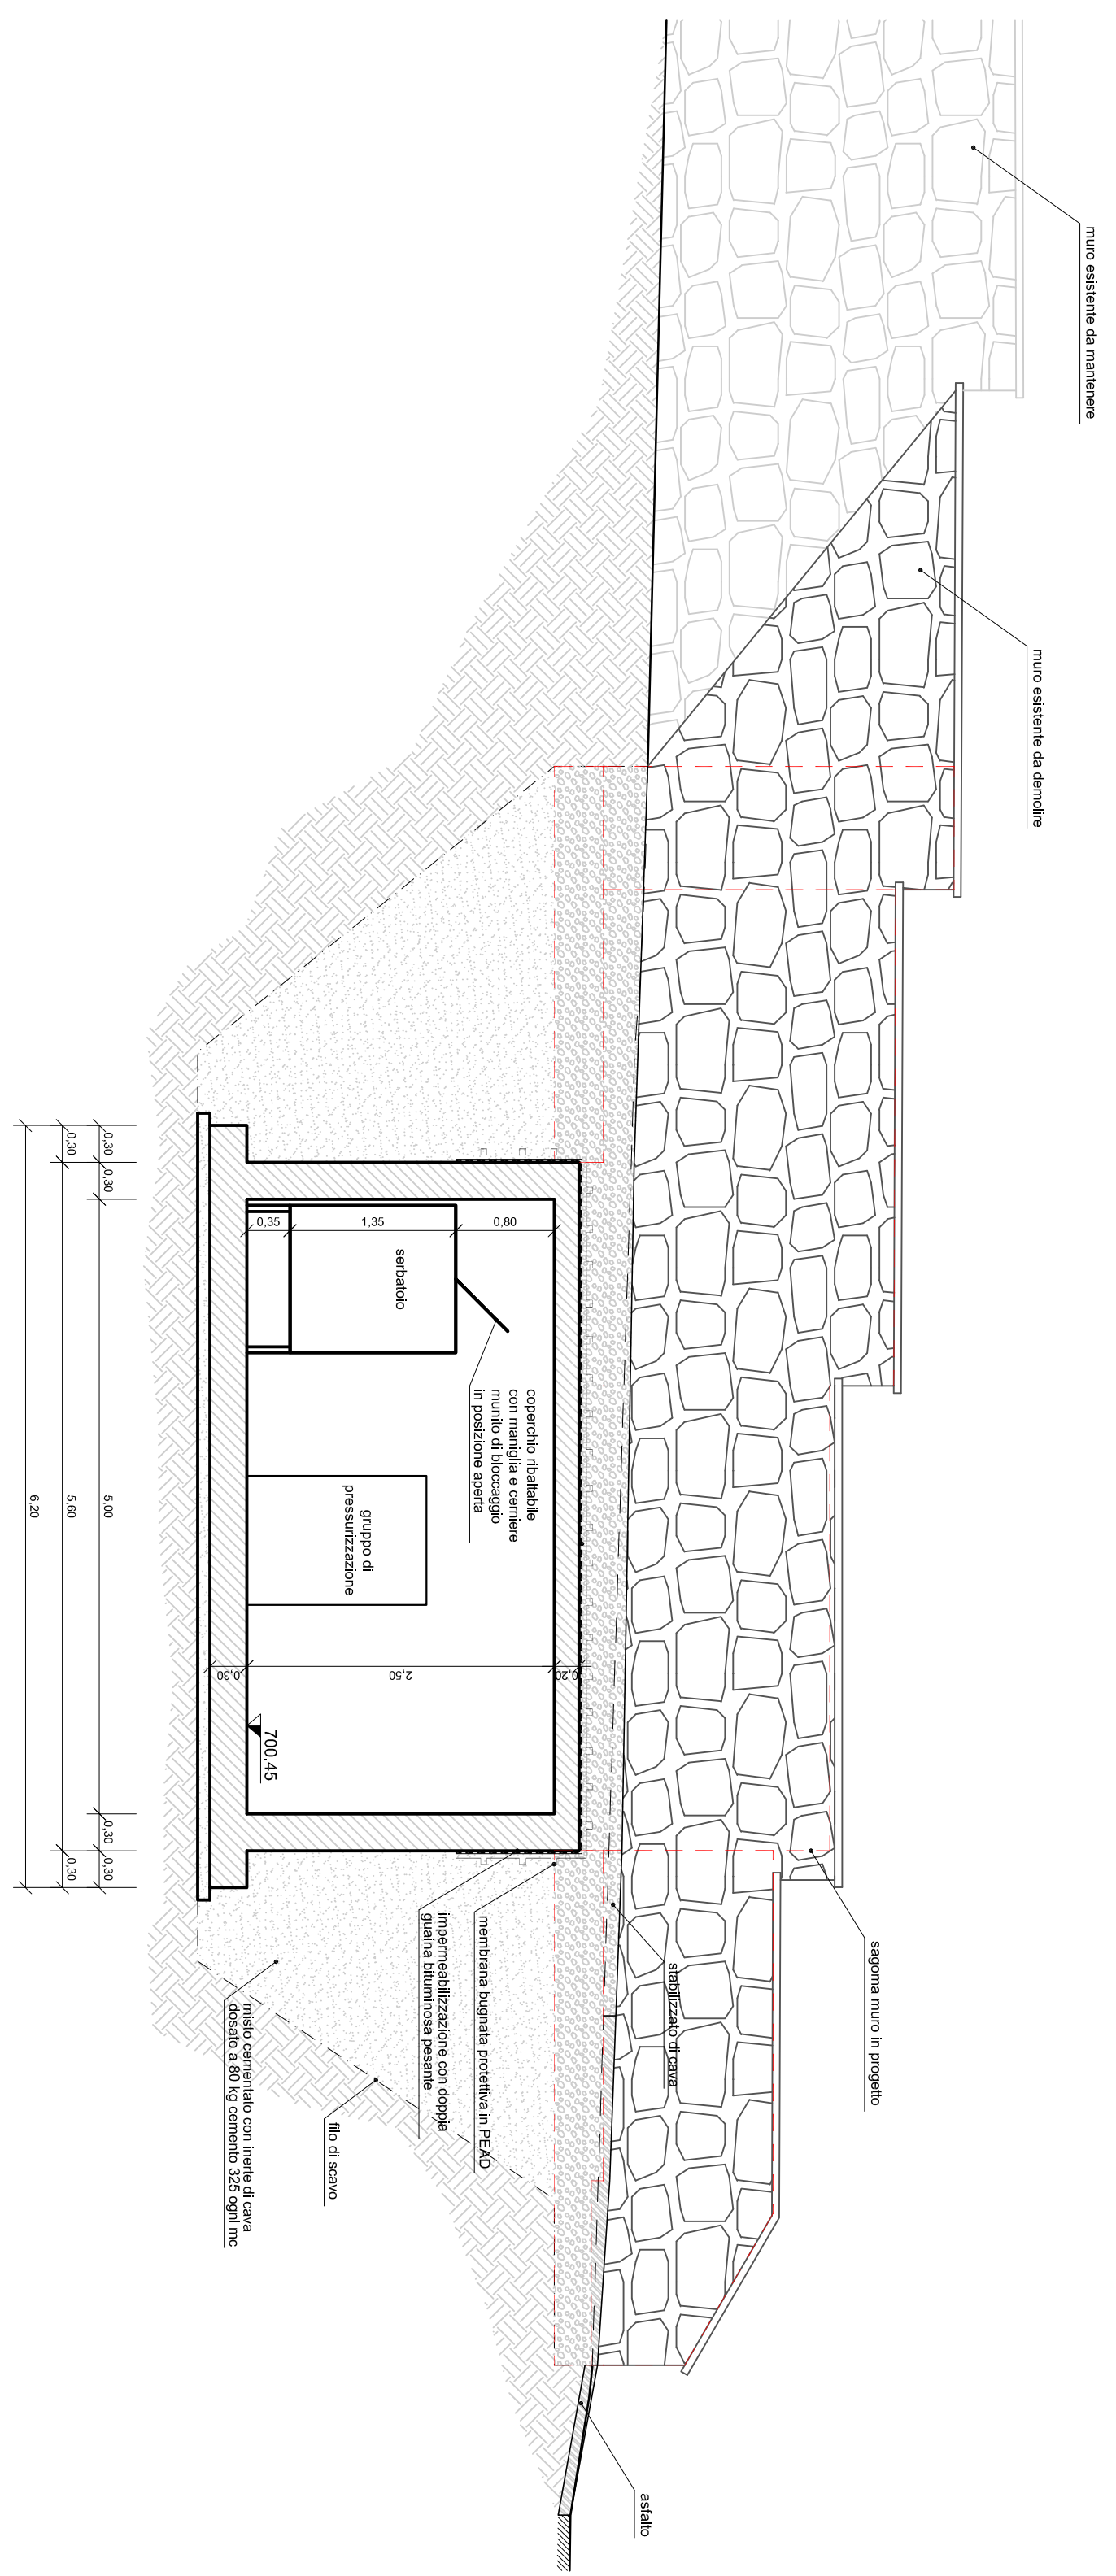 muro esistente da mantenere
muro esistente da demolire
sagoma muro in progetto
stabilizzato di cava
asfalto
0,35
1,35
0,80
serbatoio
coperchio ribaltabile
con maniglia e cerniere
munito di bloccaggio
in posizione aperta
gruppo di
pressurizzazione
0,30
2,50
0,20
700,45
membrana bugnata protettiva in PEAD
impermeabilizzazione con doppia
guaina bituminosa pesante
filo di scavo
misto cementato con inerte di cava
dosato a 80 kg cemento 325 ogni mc
0,30
0,30
5,00
0,30
0,30
0,30
5,60
0,30
6,20